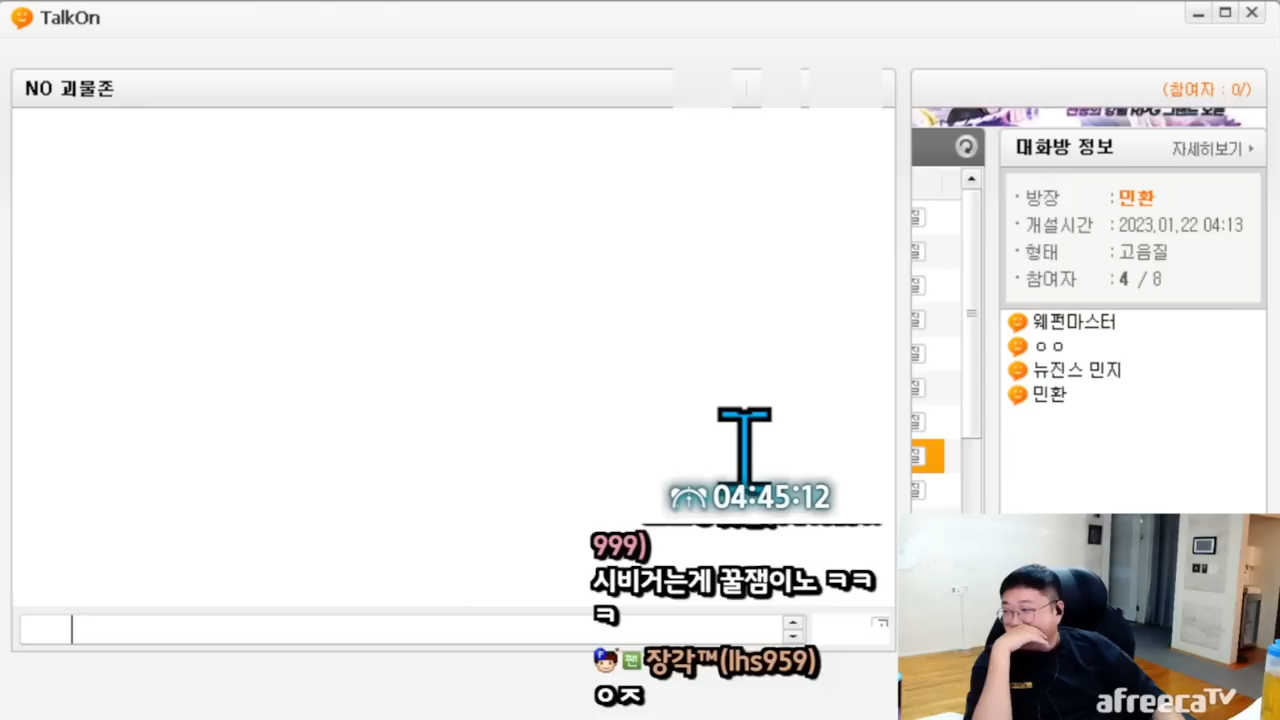 TalkOn
NO 괴물존
(참여자 : 0/)
대화방 정보
자세히보기
· 방장 : 민환
· 개설시간 : 2023.01.22 04:13
· 형태 : 고음질
· 참여자 : 4 / 8
웨펀마스터
ㅇㅇ
뉴진스 민지
민환
04:45:12
999)
시비거는게 꿀잼이노 ㅋㅋ
ㅋ
팬 장각™(lhs959)
ㅇㅈ
afreecaTV